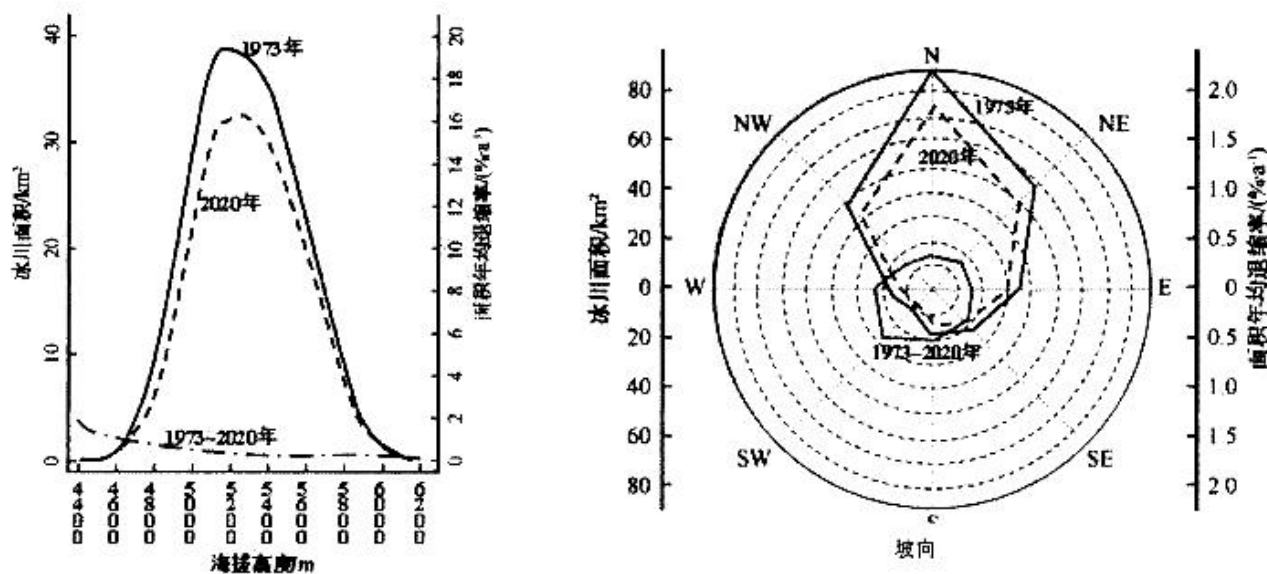 冰川面积/km²
40
30
20
10
0
1973年
2020年
1973~2020年
20
18
16
14
12
10
8
6
4
2
0
面积年均退缩率/(%a⁻¹)
4400
4600
4800
5000
5200
5400
5600
5800
6000
6200
海拔高度/m
冰川面积/km²
80
60
40
20
0
20
40
60
80
N
NE
E
SE
S
SW
W
NW
1973年
2020年
1973~2020年
2.0
1.5
1.0
0.5
0
0.5
1.0
1.5
2 0
面积年均退缩率/(%a⁻¹)
坡向